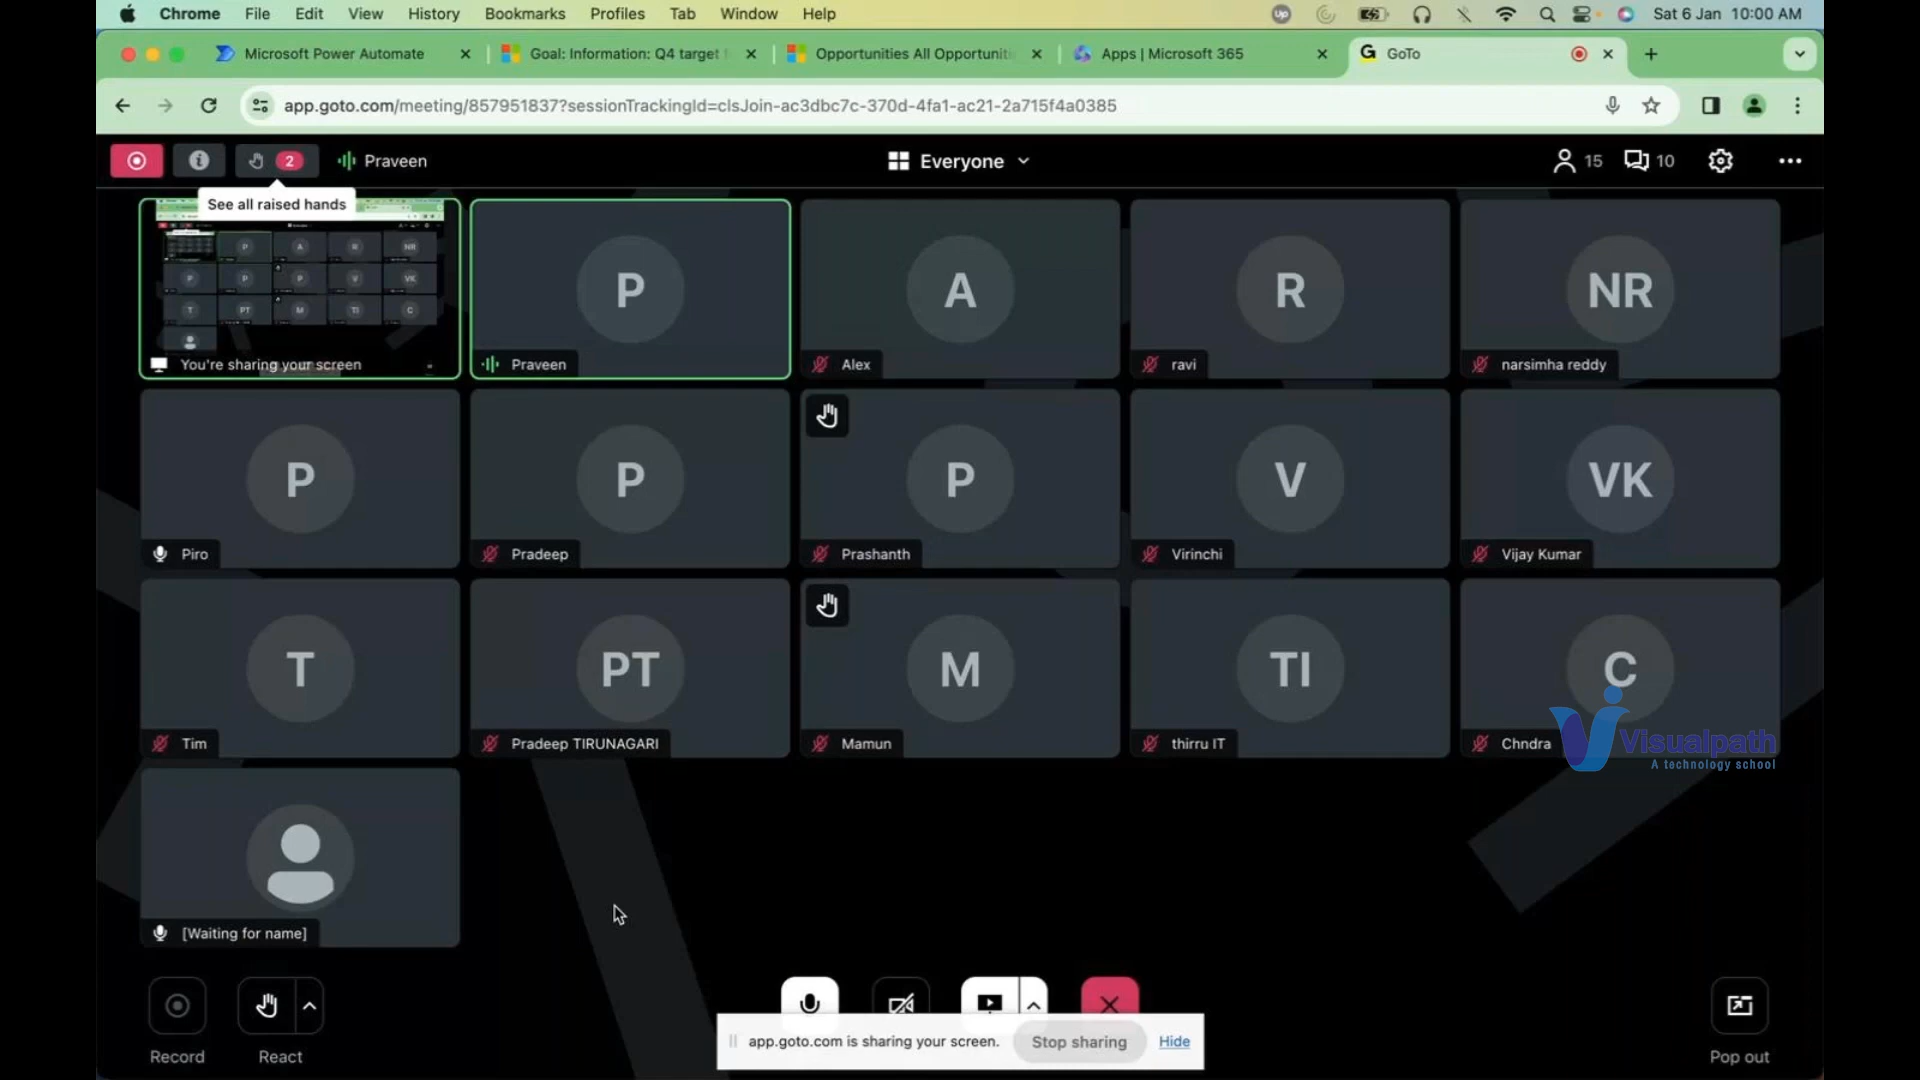 Chrome File Edit View History Bookmarks Profiles Tab Window Help Sat 6 Jan 10:00 AM
Microsoft Power Automate Goal: Information: Q4 target Opportunities All Opportuniti Apps | Microsoft 365 GoTo
app.goto.com/meeting/857951837?sessionTrackingId=clsJoin-ac3dbc7c-370d-4fa1-ac21-2a715f4a0385
2 Praveen Everyone 15 10
See all raised hands
P A R NR
You're sharing your screen Praveen Alex ravi narsimha reddy
P P P V VK
Piro Pradeep Prashanth Virinchi Vijay Kumar
T PT M TI C
Tim Pradeep TIRUNAGARI Mamun thirru IT Chndra
Visualpath
A technology school
[Waiting for name]
app.goto.com is sharing your screen. Stop sharing Hide
Record React Pop out